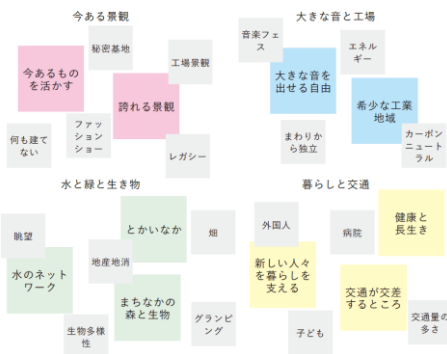 今ある景観
秘密基地
今あるもの
を活かす
工場景観
誇れる景観
何も建て
ない
ファッ
ション
ショー
レガシー
大きな音と工場
音楽フェ
ス
エネル
ギー
大きな音を
出せる自由
希少な工業
地域
まわりか
ら独立
カーボン
ニュート
ラル
水と緑と生き物
とかいなか
眺望
畑
地産地消
水のネット
ワーク
まちなかの
森と生物
生物多様
性
グランピ
ング
暮らしと交通
外国人
病院
健康と
長生き
新しい人々
を暮らしを
支える
交通が交差
するところ
子ども
交通量の
多さ